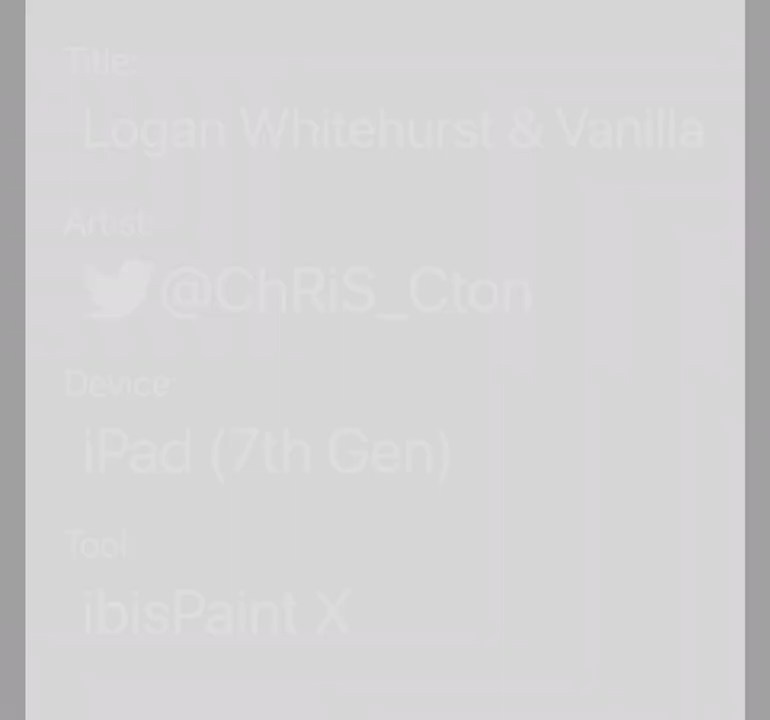 Title:
Logan Whitehurst & Vanilla
Artist:
@ChRiS_Cton
Device:
iPad (7th Gen)
Tool:
ibisPaint X